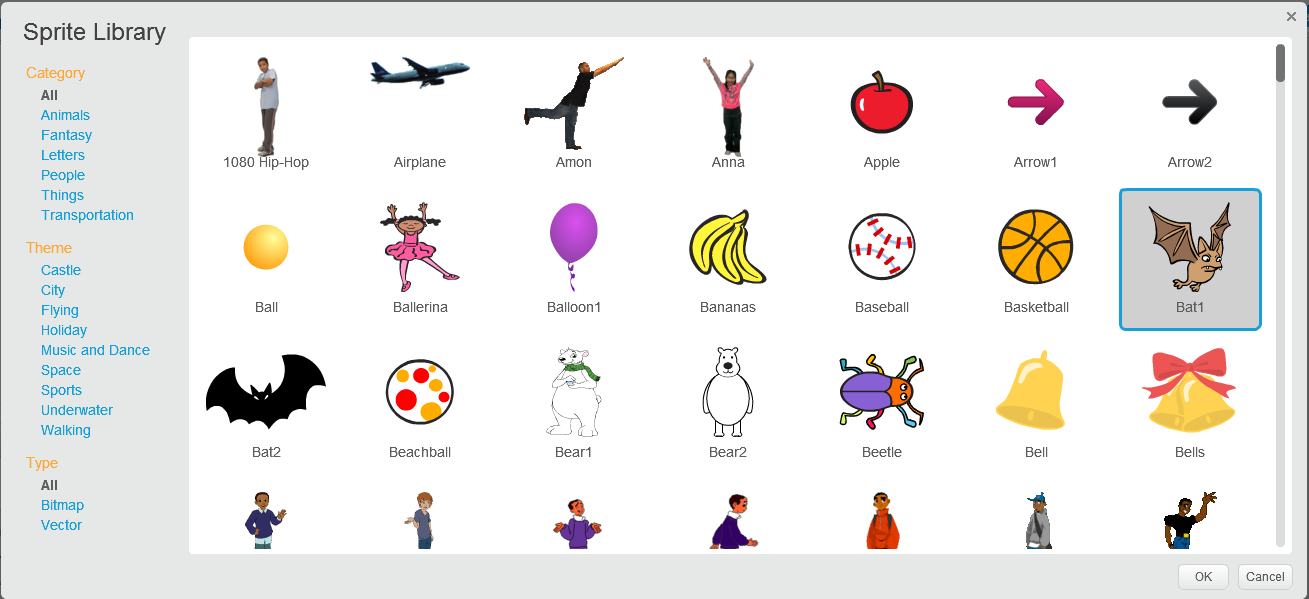 Sprite Library
Category
All
Animals
Fantasy
Letters
People
Things
Transportation
Theme
Castle
City
Flying
Holiday
Music and Dance
Space
Sports
Underwater
Walking
Type
All
Bitmap
Vector
1080 Hip-Hop Airplane Amon Anna Apple Arrow1 Arrow2
Ball Ballerina Balloon1 Bananas Baseball Basketball Bat1
Bat2 Beachball Bear1 Bear2 Beetle Bell Bells
OK Cancel